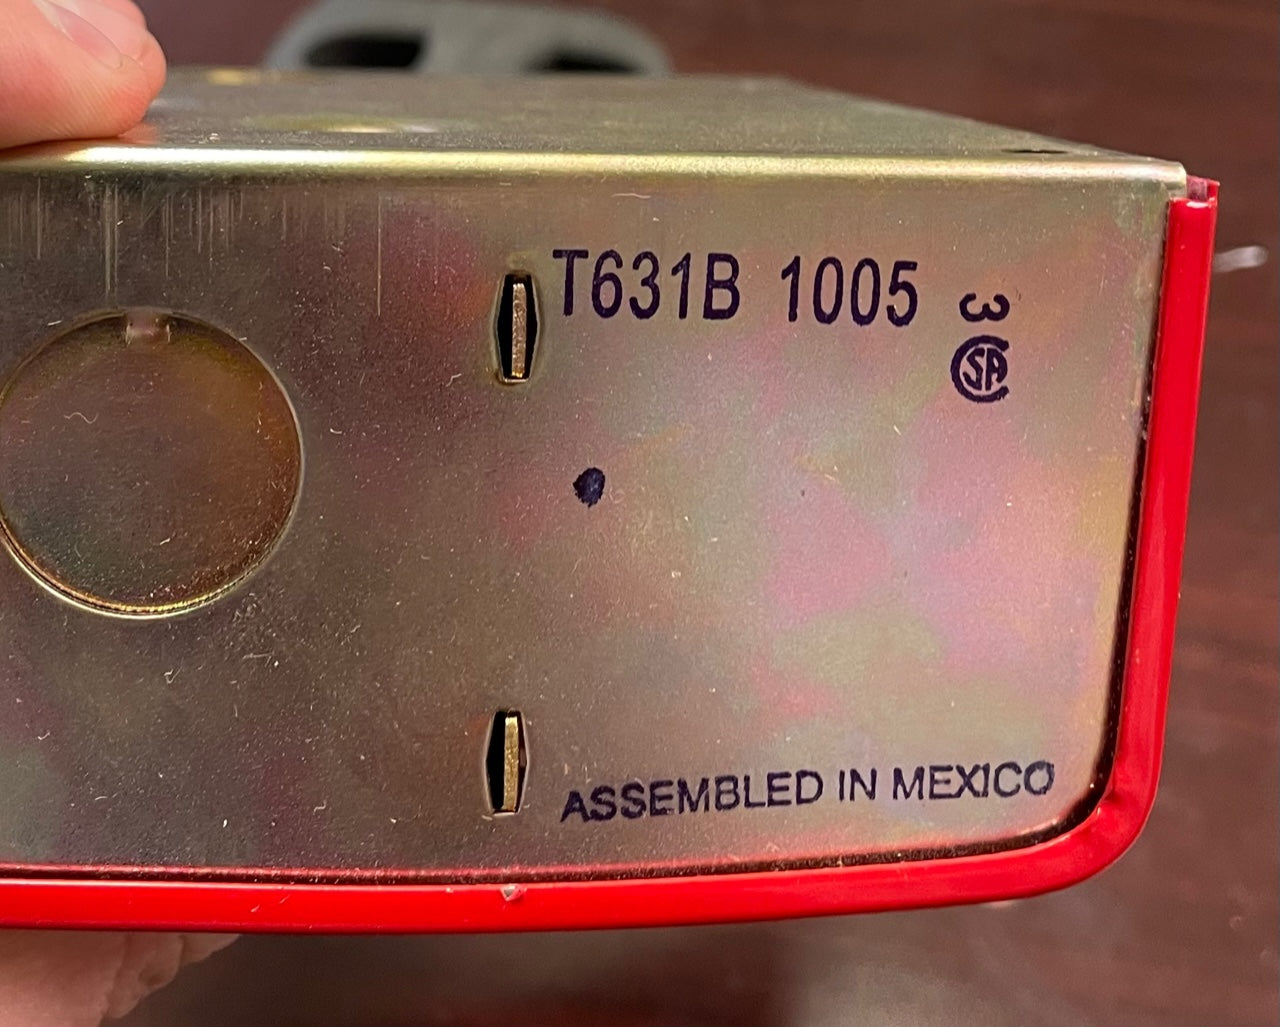 T631B 1005 3
CSA
ASSEMBLED IN MEXICO